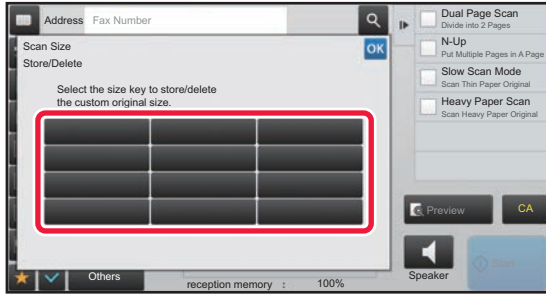 Address Fax Number
Scan Size
OK
Store/Delete
Select the size key to store/delete
the custom original size.
Others
reception memory : 100%
Dual Page Scan
Divide into 2 Pages
N-Up
Put Multiple Pages in A Page
Slow Scan Mode
Scan Thin Paper Original
Heavy Paper Scan
Scan Heavy Paper Original
Preview
CA
Speaker
Start